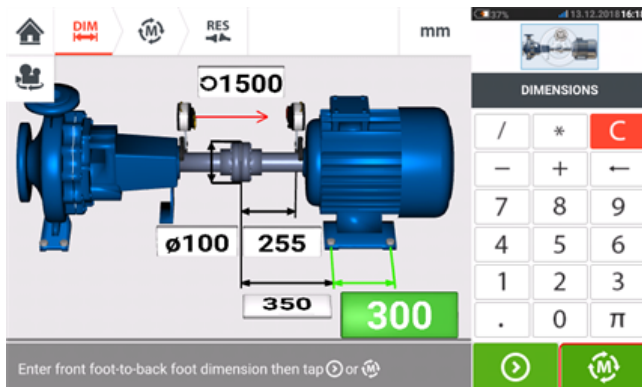 DIM
M
RES
mm
37%
13.12.2018 16:18
DIMENSIONS
1500
ø100
255
350
300
/ * C
− + ←
7 8 9
4 5 6
1 2 3
. 0 π
Enter front foot-to-back foot dimension then tap or M
M